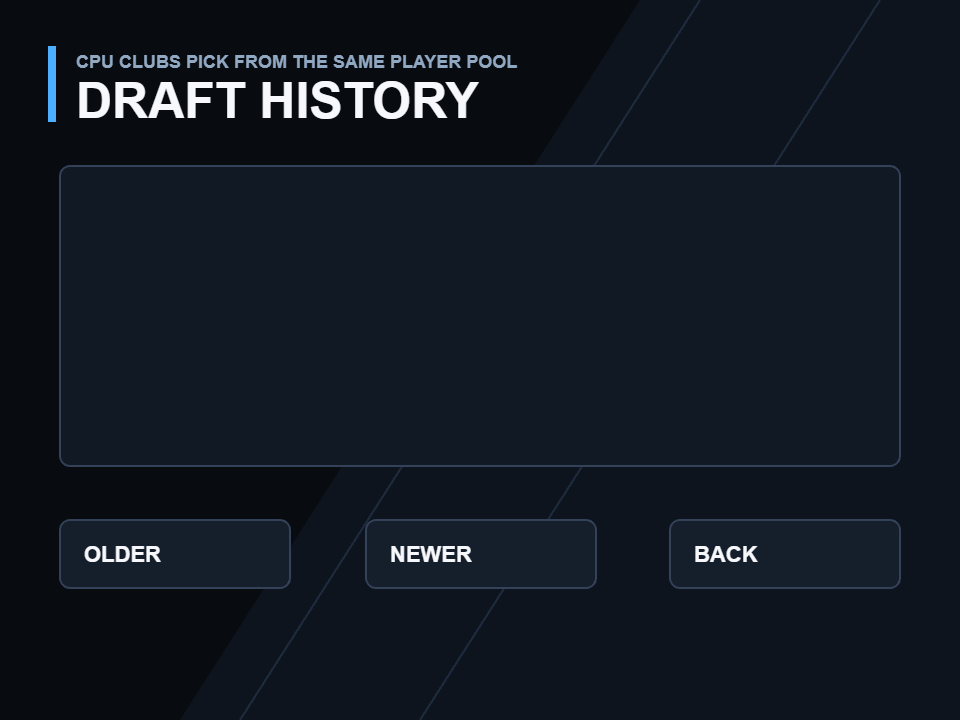 CPU CLUBS PICK FROM THE SAME PLAYER POOL
DRAFT HISTORY
OLDER
NEWER
BACK